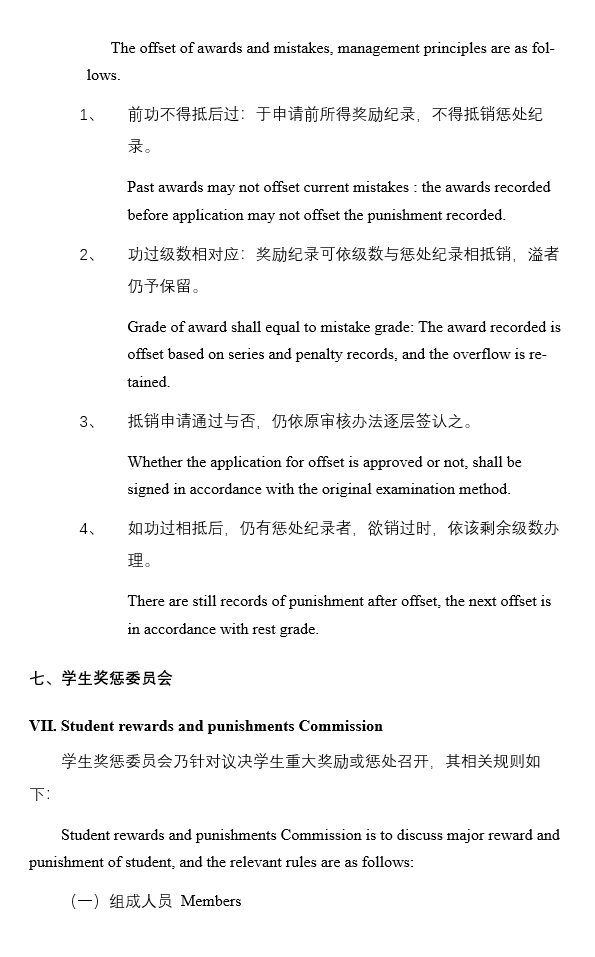 The offset of awards and mistakes, management principles are as fol-
lows.
1、 前功不得抵后过：于申请前所得奖励纪录，不得抵销惩处纪
录。
Past awards may not offset current mistakes : the awards recorded
before application may not offset the punishment recorded.
2、 功过级数相对应：奖励纪录可依级数与惩处纪录相抵销，溢者
仍予保留。
Grade of award shall equal to mistake grade: The award recorded is
offset based on series and penalty records, and the overflow is re-
tained.
3、 抵销申请通过与否，仍依原审核办法逐层签认之。
Whether the application for offset is approved or not, shall be
signed in accordance with the original examination method.
4、 如功过相抵后，仍有惩处纪录者，欲销过时，依该剩余级数办
理。
There are still records of punishment after offset, the next offset is
in accordance with rest grade.
七、学生奖惩委员会
VII. Student rewards and punishments Commission
学生奖惩委员会乃针对议决学生重大奖励或惩处召开，其相关规则如
下：
Student rewards and punishments Commission is to discuss major reward and
punishment of student, and the relevant rules are as follows:
（一）组成人员 Members